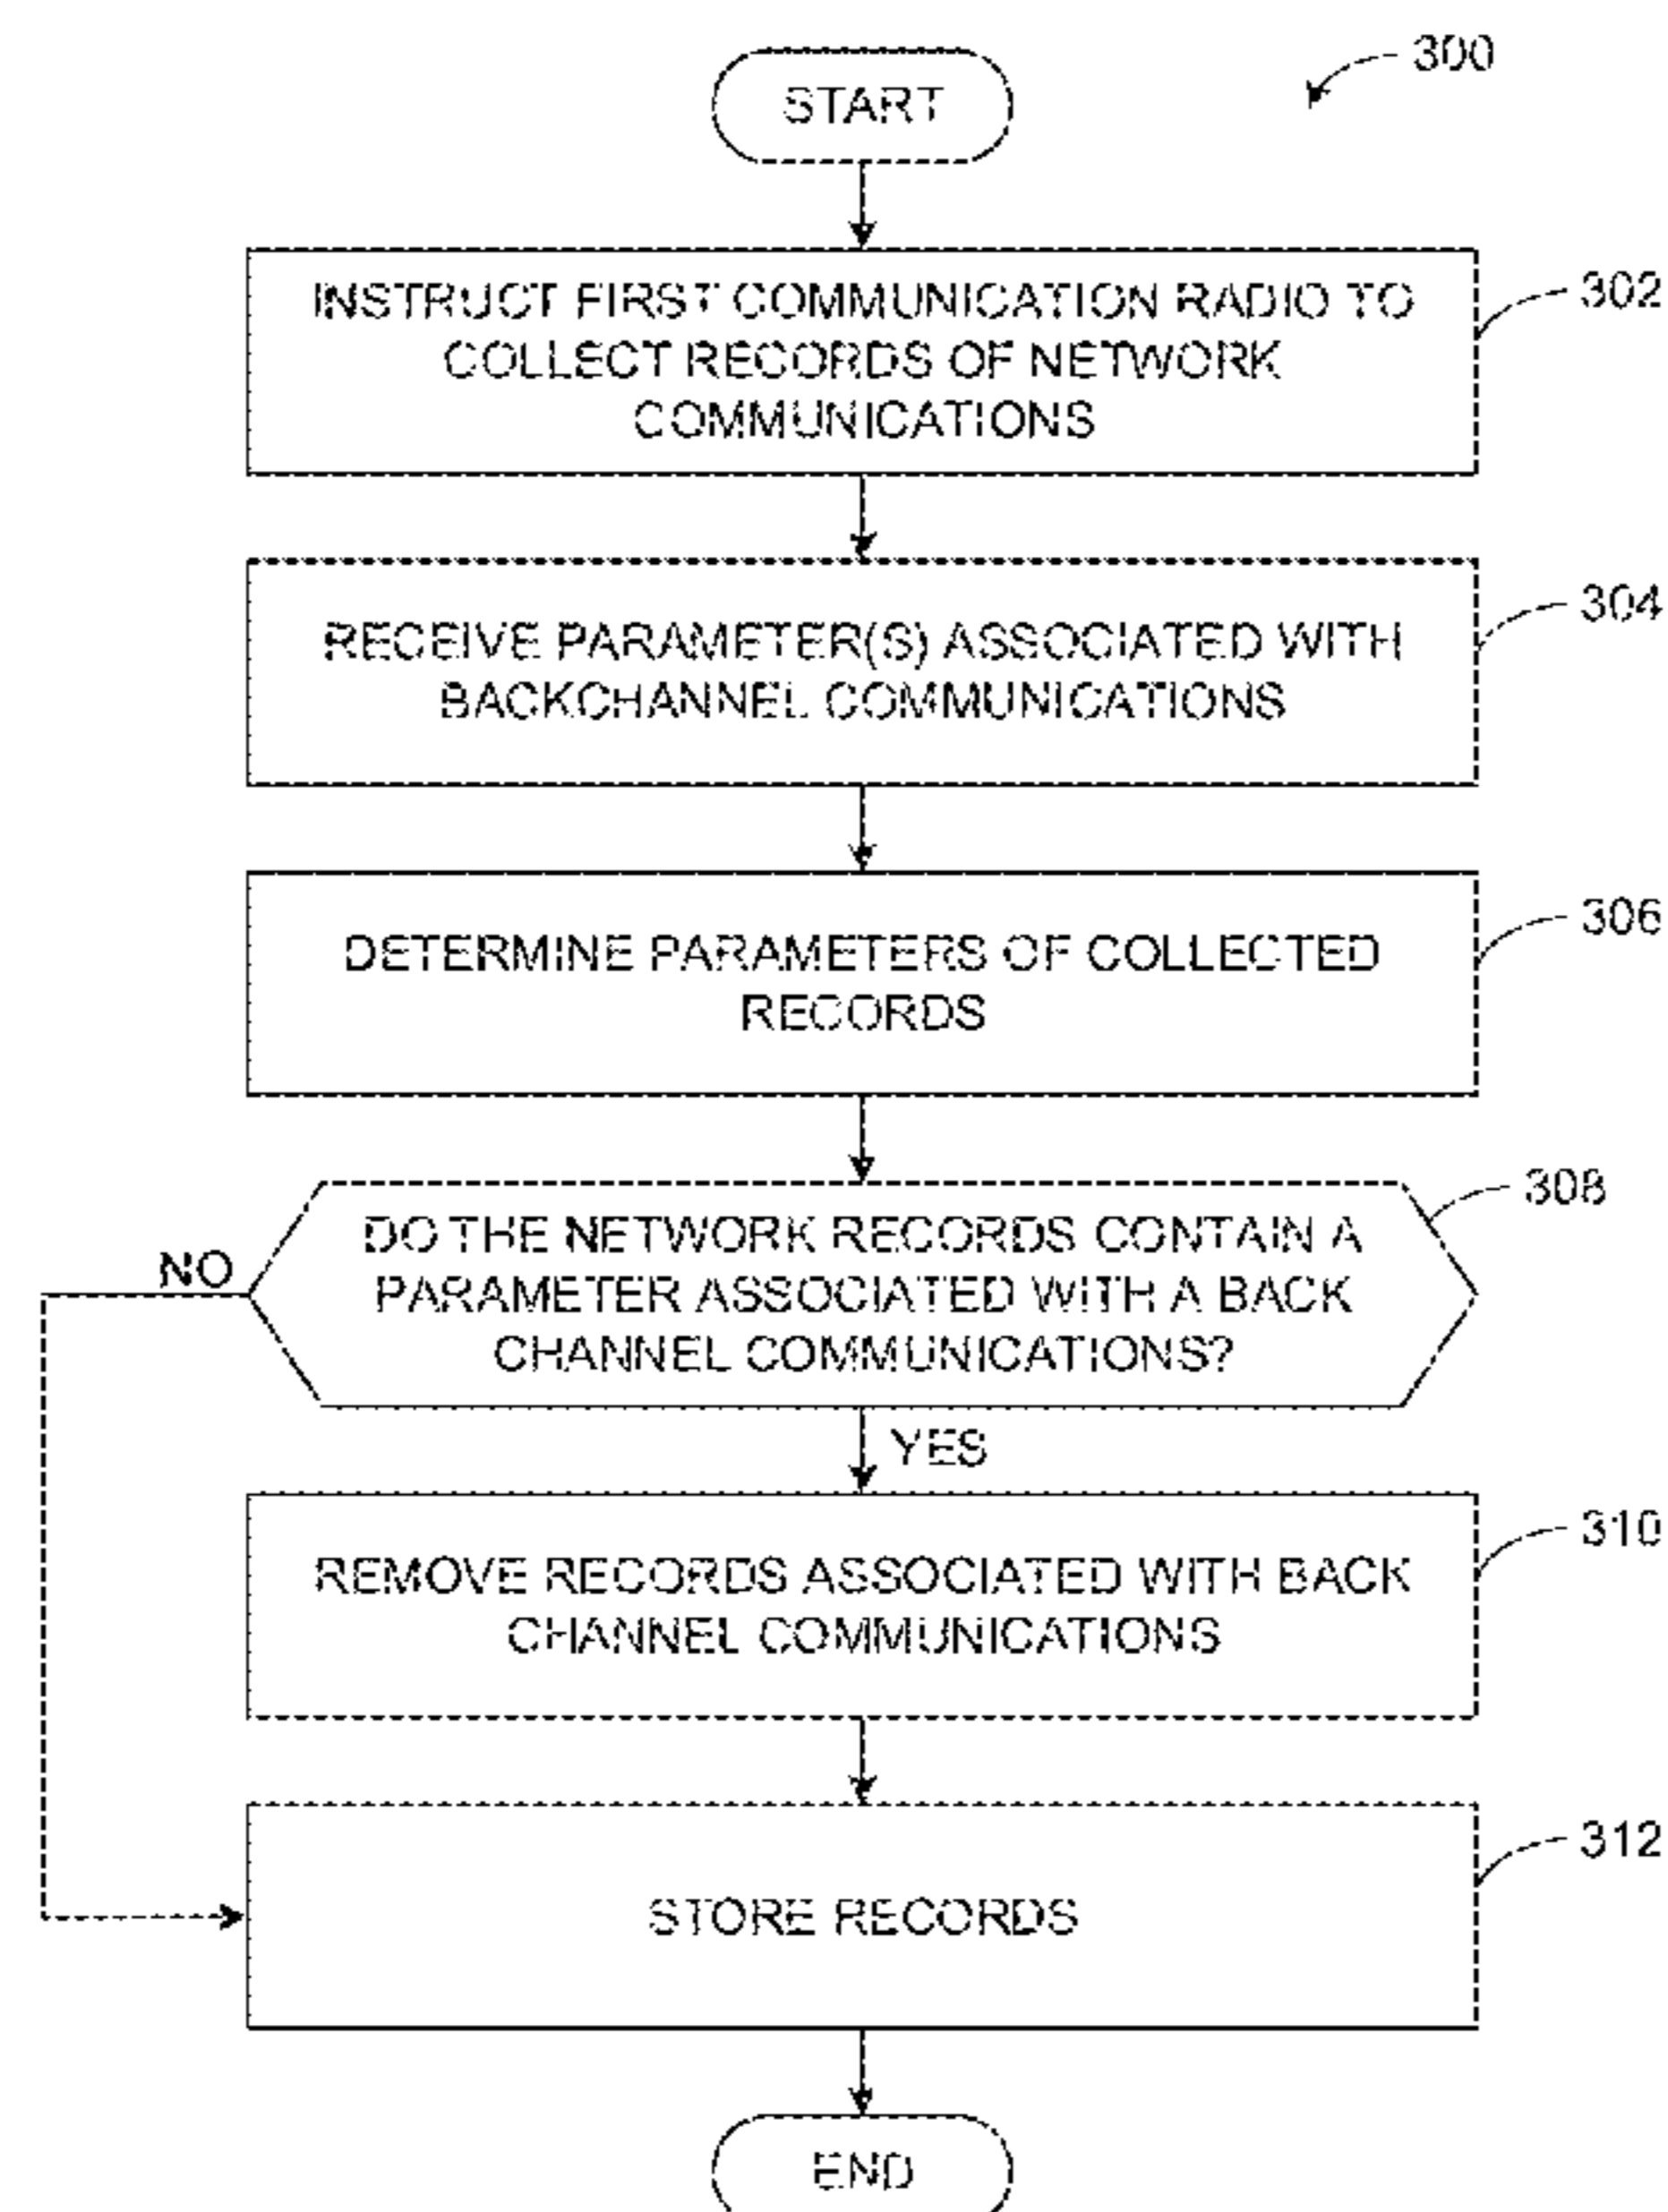 300
START
INSTRUCT FIRST COMMUNICATION RADIO TO
COLLECT RECORDS OF NETWORK
COMMUNICATIONS
302
RECEIVE PARAMETER(S) ASSOCIATED WITH
BACKCHANNEL COMMUNICATIONS
304
DETERMINE PARAMETERS OF COLLECTED
RECORDS
306
DO THE NETWORK RECORDS CONTAIN A
PARAMETER ASSOCIATED WITH A BACK
CHANNEL COMMUNICATIONS?
308
NO
YES
REMOVE RECORDS ASSOCIATED WITH BACK
CHANNEL COMMUNICATIONS
310
STORE RECORDS
312
END